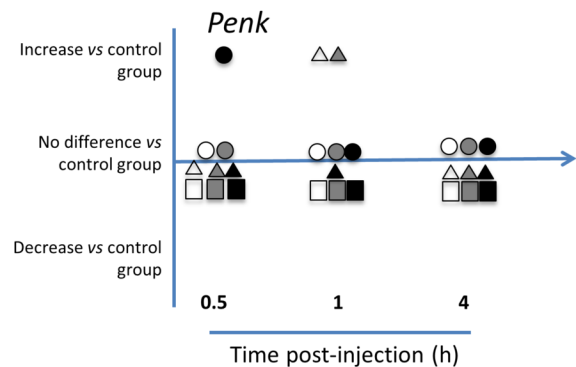 Penk
Increase vs control
group
No difference vs
control group
Decrease vs control
group
0.5 1 4
Time post-injection (h)